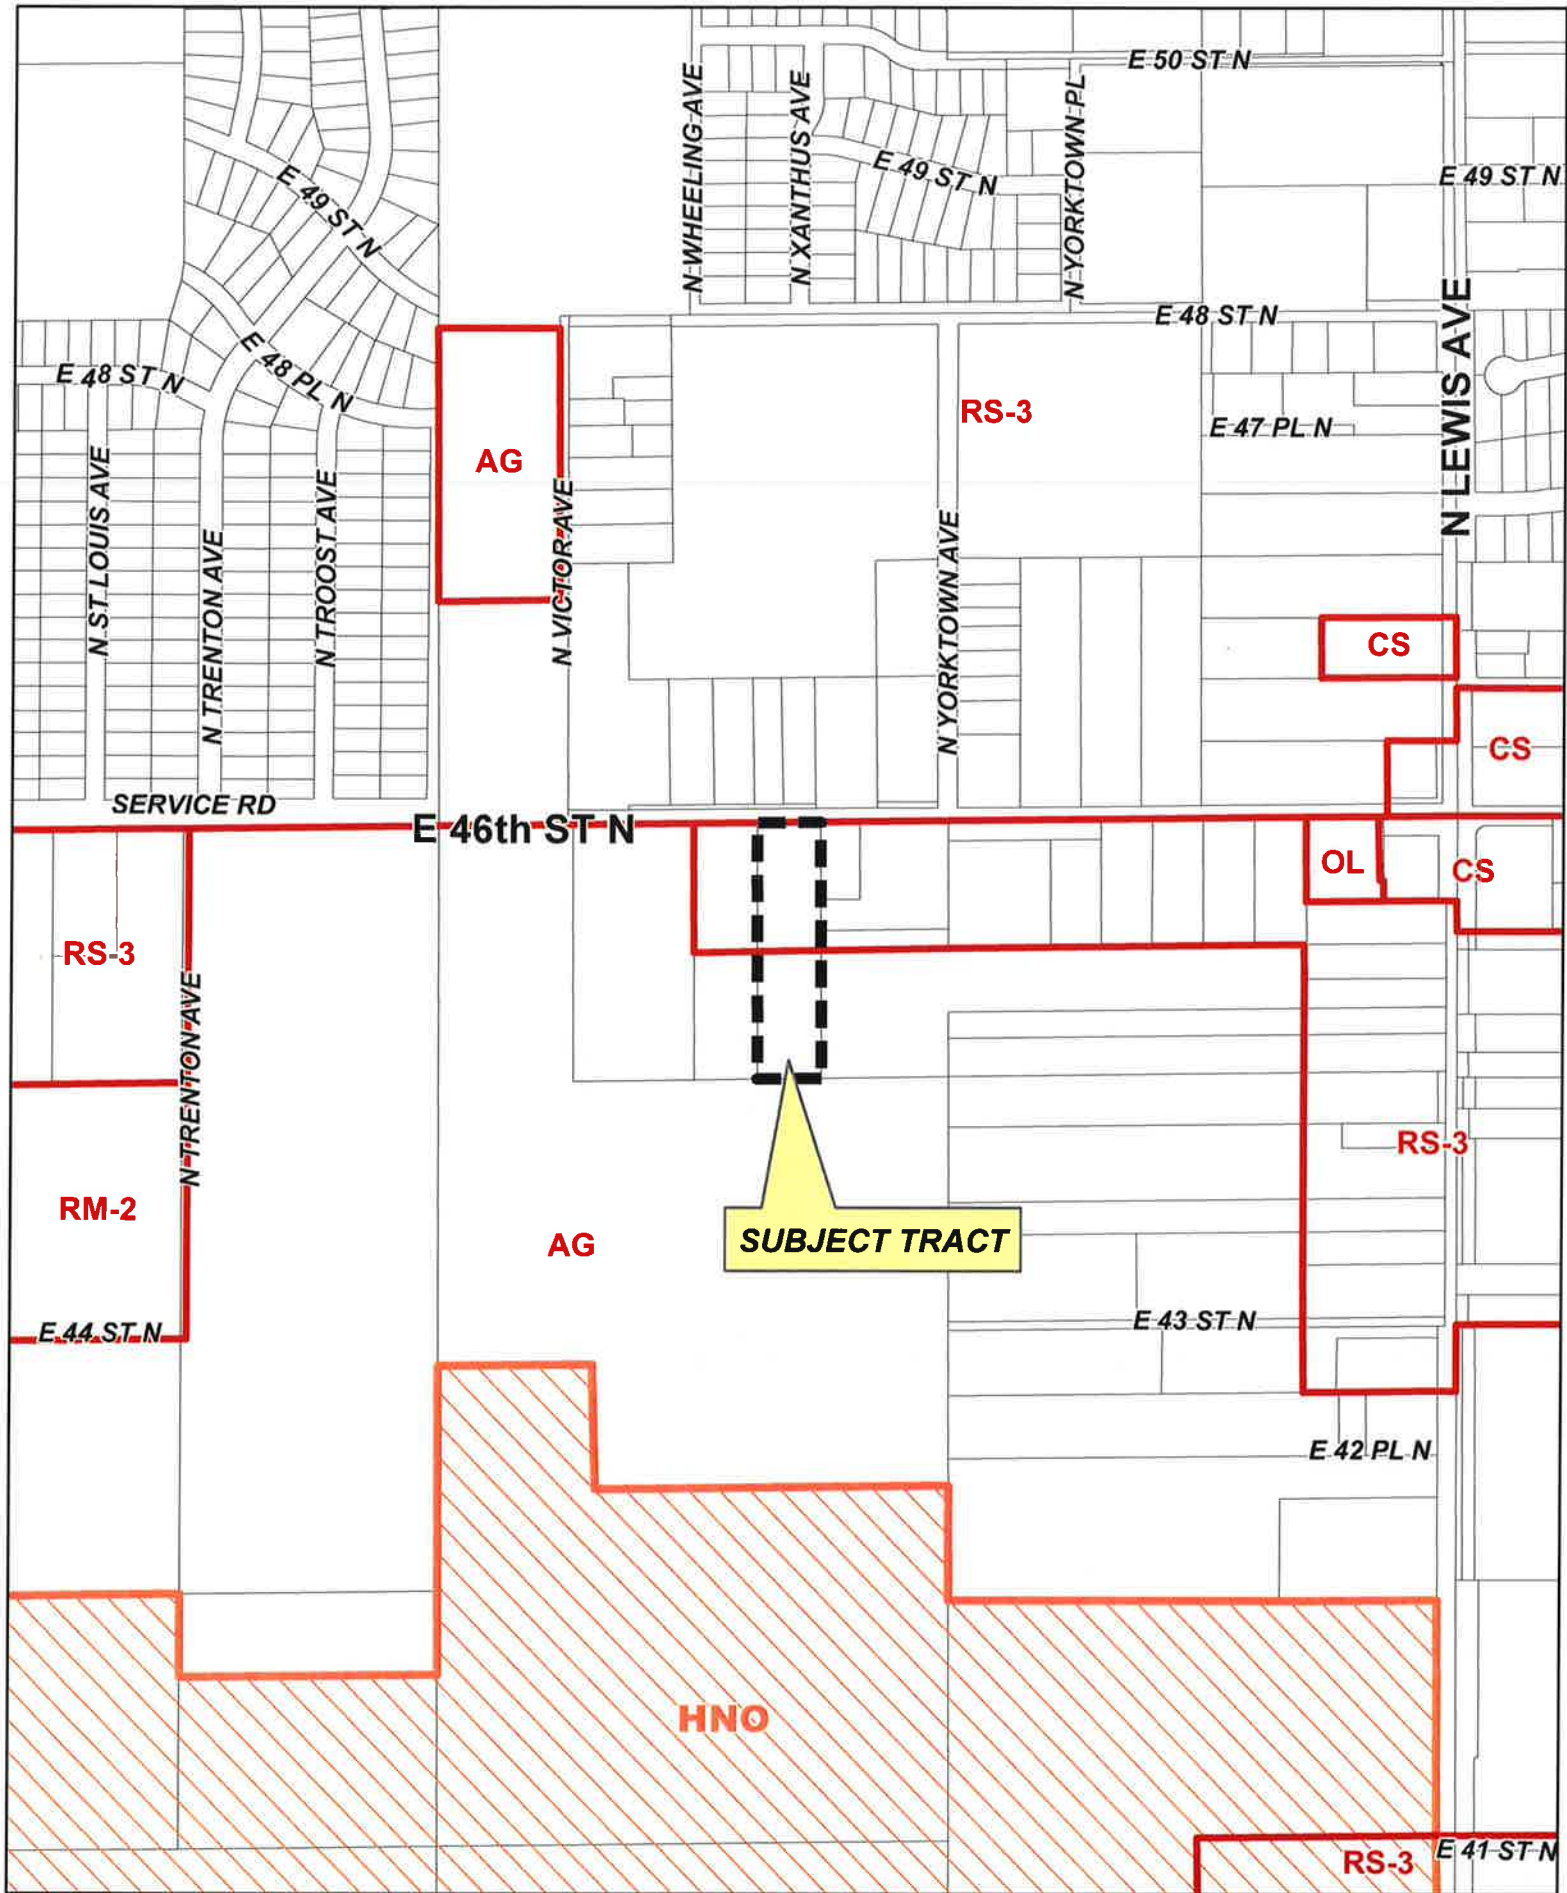 E 50 ST N
N WHEELING AVE
N XANTHUS AVE
N YORKTOWN PL
E 49 ST N
E 49 ST N
E 49 ST N
E 48 ST N
N LEWIS AVE
E 48 PL N
E 48 ST N
RS-3
E 47 PL N
AG
N ST LOUIS AVE
N TRENTON AVE
N TROOST AVE
N VICTOR AVE
N YORKTOWN AVE
CS
CS
SERVICE RD
E 46th ST N
OL
CS
RS-3
N TRENTON AVE
RS-3
RM-2
AG
SUBJECT TRACT
E 44 ST N
E 43 ST N
E 42 PL N
HNO
RS-3
E 41 ST N